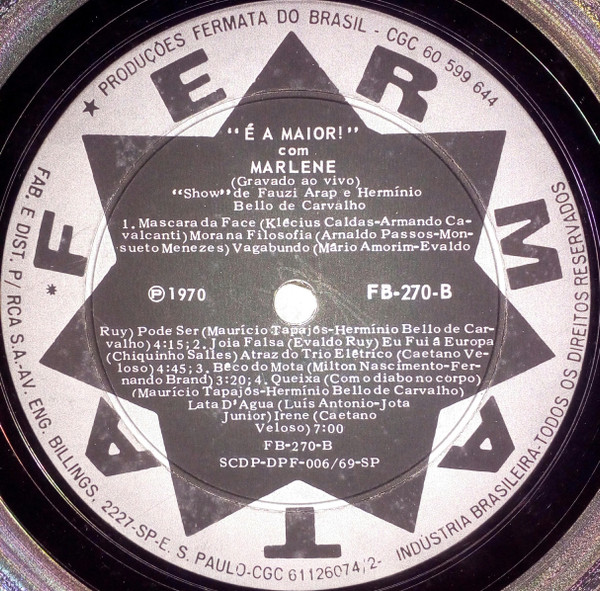 ★ PRODUÇÕES FERMATA DO BRASIL - CGC 60 599 644
FERMATA
"É A MAIOR!"
com
MARLENE
(Gravado ao vivo)
"Show" de Fauzi Arap e Hermínio
Bello de Carvalho
1. Mascara da Face (Klécius Caldas-Armando Ca-
valcanti) Mora na Filosofia (Arnaldo Passos-Mon-
sueto Menezes) Vagabundo (Mário Amorim-Evaldo
℗ 1970
FB-270-B
Ruy) Pode Ser (Maurício Tapajós-Hermínio Bello de Car-
valho) 4:15; 2. Joia Falsa (Evaldo Ruy) Eu Fui á Europa
(Chiquinho Salles) Atraz do Trio Elétrico (Caetano Ve-
loso) 4:45; 3. Bêco do Mota (Milton Nascimento-Fer-
nando Brand) 3:20; 4. Queixa (Com o diabo no corpo)
(Maurício Tapajós-Hermínio Bello de Carvalho)
Lata D'Agua (Luis Antonio-Jota
Junior) Irene (Caetano
Veloso) 7:00
FB-270-B
SCDP-DPF-006/69-SP
FAB. E DIST. P/ RCA S.A-AV. ENG. BILLINGS, 2227-SP-E. S. PAULO-CGC 61126074/2- INDÚSTRIA BRASILEIRA-TODOS OS DIREITOS RESERVADOS